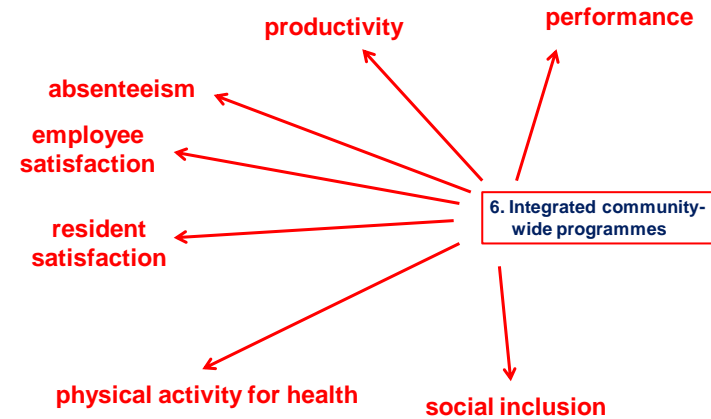 performance
productivity
absenteeism
employee
satisfaction
6. Integrated community-
wide programmes
resident
satisfaction
physical activity for health
social inclusion